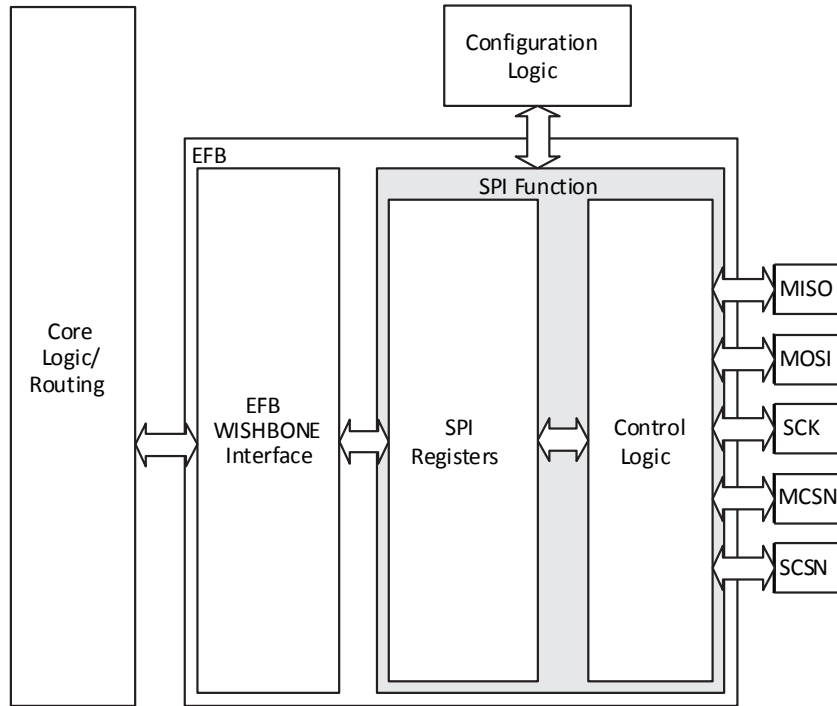 Configuration
Logic
EFB
SPI Function
Core
Logic/
Routing
EFB
WISHBONE
Interface
SPI
Registers
Control
Logic
MISO
MOSI
SCK
MCSN
SCSN